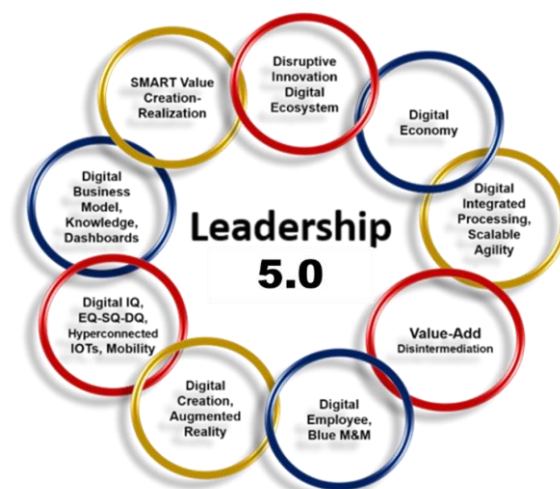 Leadership
5.0
Disruptive
Innovation
Digital
Ecosystem
Digital
Economy
Digital
Integrated
Processing,
Scalable
Agility
Value-Add
Disintermediation
Digital
Employee,
Blue M&M
Digital
Creation,
Augmented
Reality
Digital IQ,
EQ-SQ-DQ,
Hyperconnected
IOTs, Mobility
Digital
Business
Model,
Knowledge,
Dashboards
SMART Value
Creation-
Realization